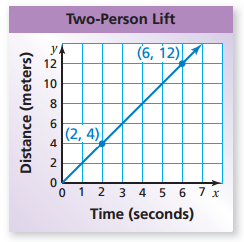 Two-Person Lift
Distance (meters)
y
12
10
8
6
4
2
0
(6, 12)
(2, 4)
0 1 2 3 4 5 6 7 x
Time (seconds)